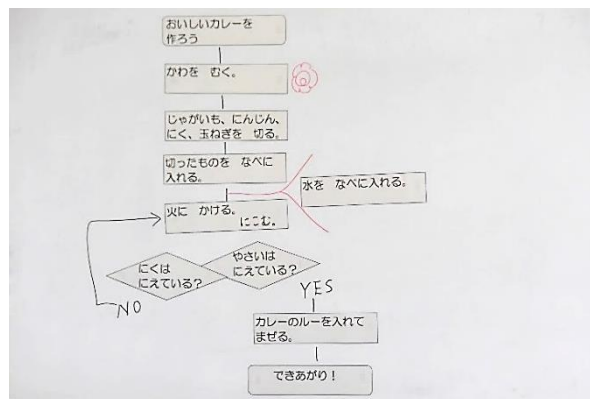 おいしいカレーを
作ろう
かわを むく。
じゃがいも、にんじん、
にく、玉ねぎを 切る。
切ったものを なべに
入れる。
水を なべに入れる。
火に かける。
にこむ。
にくは
にえている?
やさいは
にえている?
NO
YES
カレーのルーを入れて
まぜる。
できあがり!